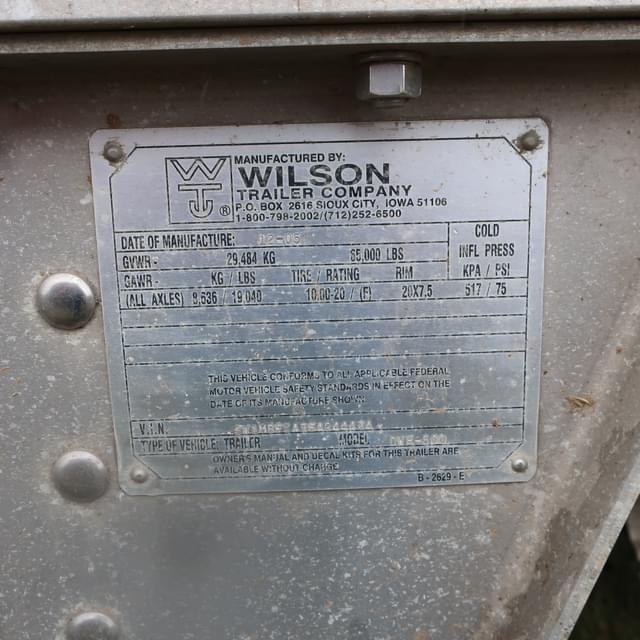 MANUFACTURED BY:
WILSON
TRAILER COMPANY
P.O. BOX 2616 SIOUX CITY, IOWA 51106
® 1-800-798-2002/(712)252-6500
DATE OF MANUFACTURE: COLD
GVWR - 29,484 KG 65,000 LBS INFL PRESS
GAWR - KG / LBS TIRE / RATING RIM KPA / PSI
(ALL AXLES) 8,636 / 19,040 10.00-20 / (F) 20X7.5 517 / 75
THIS VEHICLE CONFORMS TO ALL APPLICABLE FEDERAL
MOTOR VEHICLE SAFETY STANDARDS IN EFFECT ON THE
DATE OF ITS MANUFACTURE SHOWN
V.I.N.
TYPE OF VEHICLE: TRAILER MODEL
OWNERS MANUAL AND DECAL KITS FOR THIS TRAILER ARE
AVAILABLE WITHOUT CHARGE
B - 2629 - E